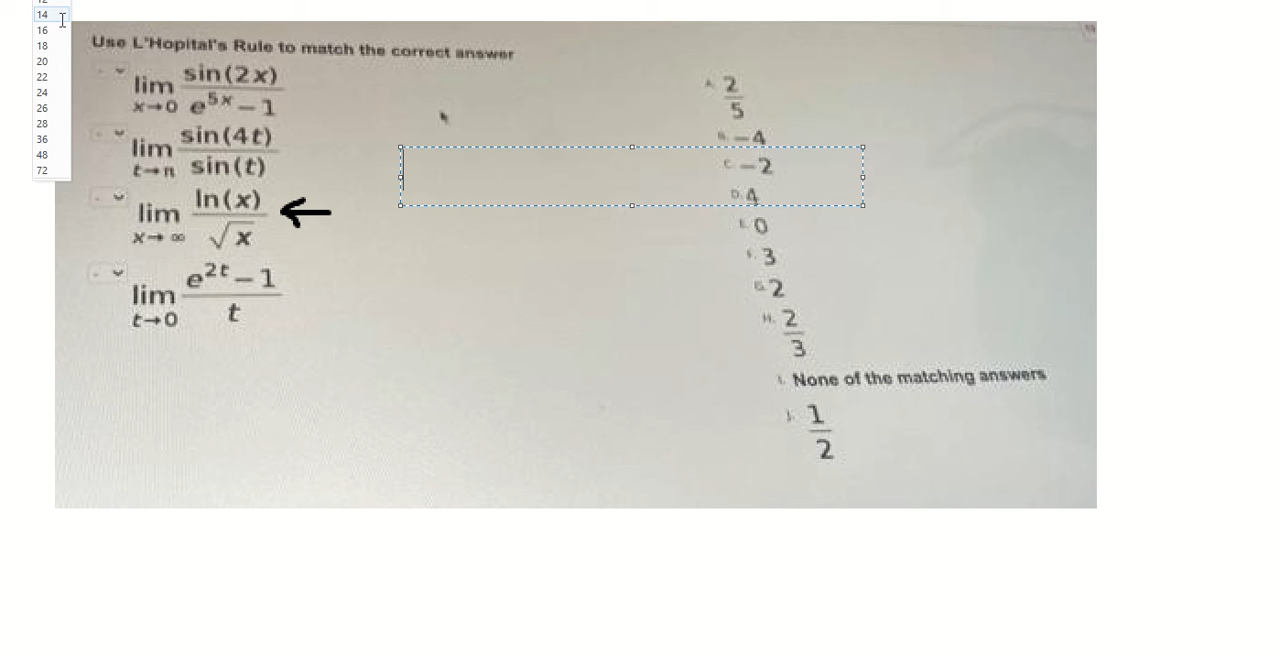 14
16
18
20
22
24
26
28
36
48
72
Use L'Hopital's Rule to match the correct answer
lim x→0 sin(2x) / e^5x − 1
lim t→π sin(4t) / sin(t)
lim x→∞ ln(x) / √x
lim t→0 e^2t − 1 / t
A. 2/5
B. −4
C. −2
D. 4
E. 0
F. 3
G. 2
H. 2/3
I. None of the matching answers
J. 1/2